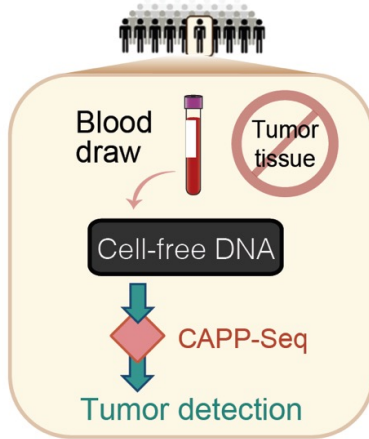 Blood
draw
Tumor
tissue
Cell-free DNA
CAPP-Seq
Tumor detection